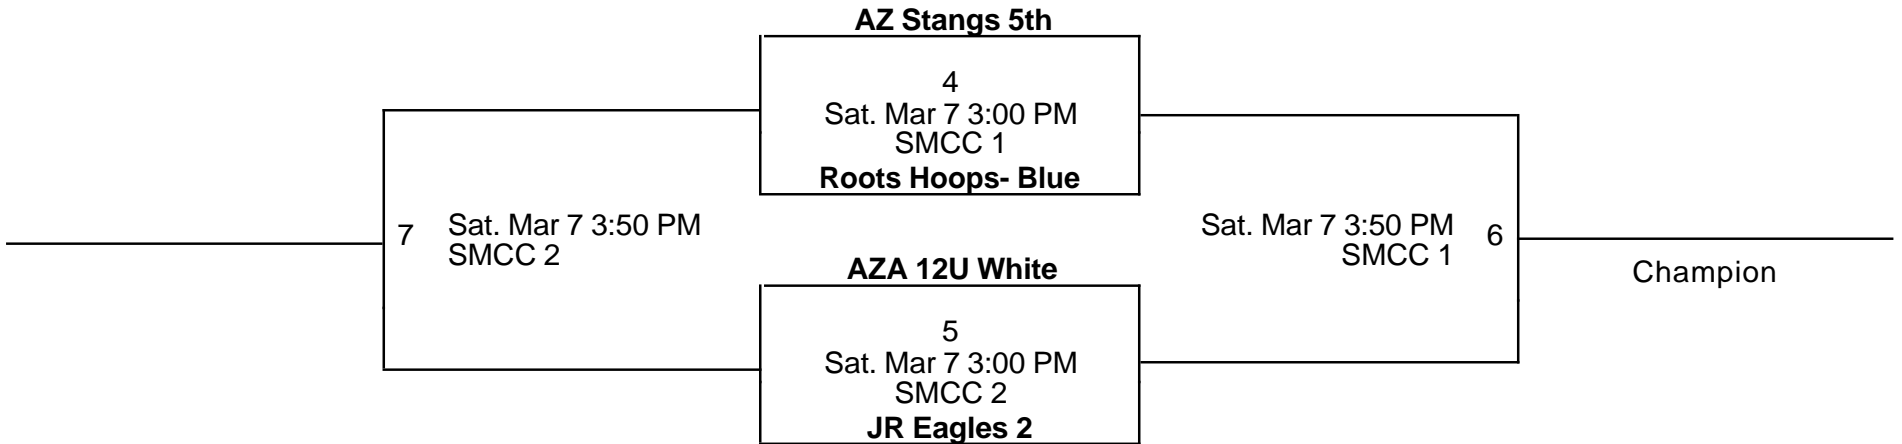 AZ Stangs 5th
4
Sat. Mar 7 3:00 PM
SMCC 1
Roots Hoops- Blue
7
Sat. Mar 7 3:50 PM
SMCC 2
Sat. Mar 7 3:50 PM
SMCC 1
6
Champion
AZA 12U White
5
Sat. Mar 7 3:00 PM
SMCC 2
JR Eagles 2